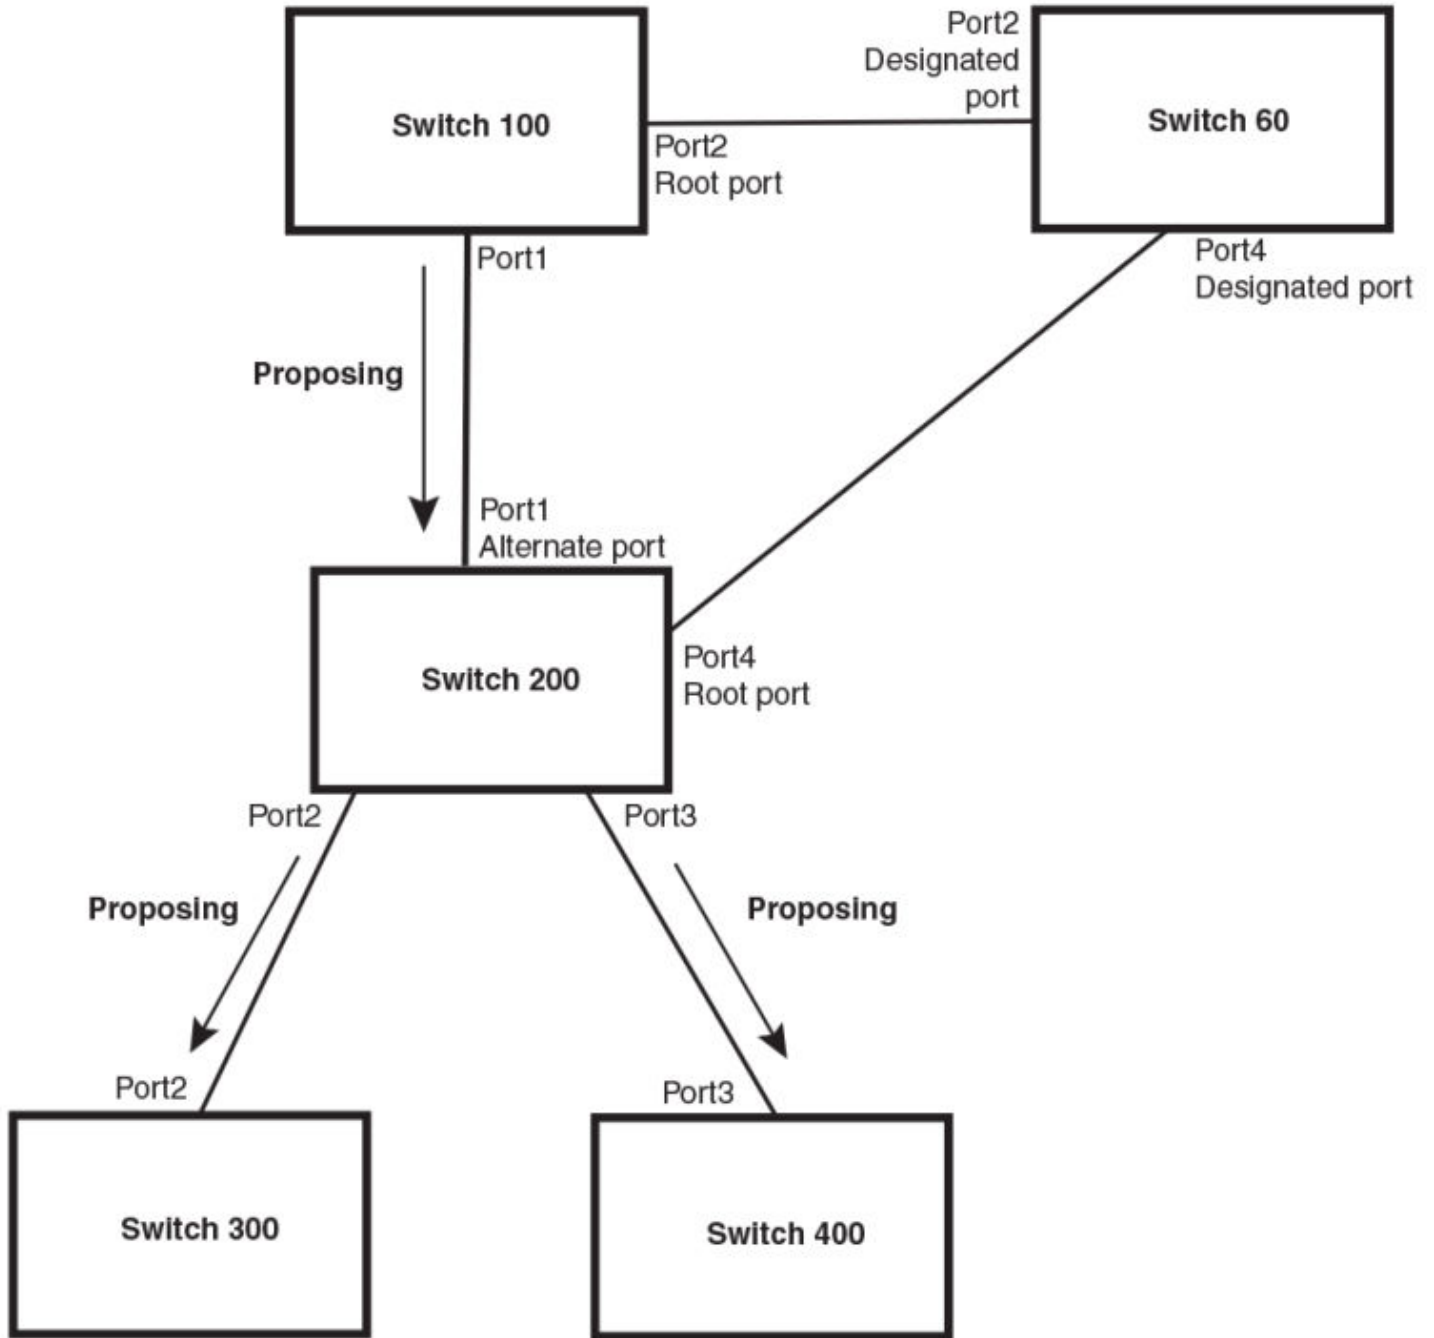 Port2
Designated
port
Switch 100
Switch 60
Port2
Root port
Port1
Port4
Designated port
Proposing
Port1
Alternate port
Switch 200
Port4
Root port
Port2
Port3
Proposing
Proposing
Port2
Port3
Switch 300
Switch 400